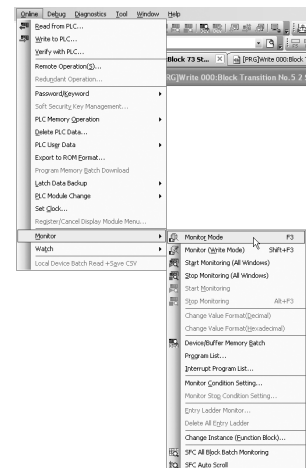 Online Debug Diagnostics Tool Window Help
Read from PLC...
Write to PLC...
Verify with PLC...
Remote Operation(S)...
Redundant Operation...
Password/Keyword
Soft Security Key Management...
PLC Memory Operation
Delete PLC Data...
PLC User Data
Export to ROM Format...
Program Memory Batch Download
Latch Data Backup
PLC Module Change
Set Clock...
Register/Cancel Display Module Menu...
Monitor
Watch
Local Device Batch Read +Save CSV
Block 73 St... [PRG]Write 000:Block T
RG]Write 000:Block Transition No.5 2 S
Monitor Mode F3
Monitor (Write Mode) Shift+F3
Start Monitoring (All Windows)
Stop Monitoring (All Windows)
Start Monitoring
Stop Monitoring Alt+F3
Change Value Format(Decimal)
Change Value Format(Hexadecimal)
Device/Buffer Memory Batch
Program List...
Interrupt Program List...
Monitor Condition Setting...
Monitor Stop Condition Setting...
Entry Ladder Monitor...
Delete All Entry Ladder
Change Instance (Function Block)...
SFC All Block Batch Monitoring
SFC Auto Scroll